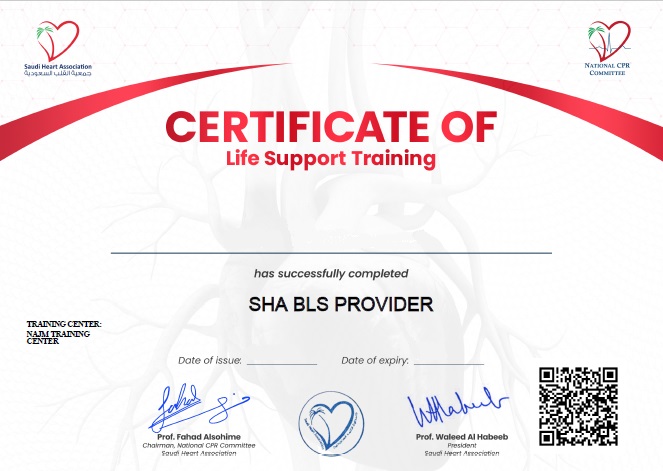 Saudi Heart Association
جمعية القلب السعودية
NATIONAL CPR
COMMITTEE
CERTIFICATE OF
Life Support Training
has successfully completed
SHA BLS PROVIDER
TRAINING CENTER:
NAJM TRAINING
CENTER
Date of issue:
Date of expiry:
Prof. Fahad Alsohime
Chairman, National CPR Committee
Saudi Heart Association
Prof. Waleed Al Habeeb
President
Saudi Heart Association